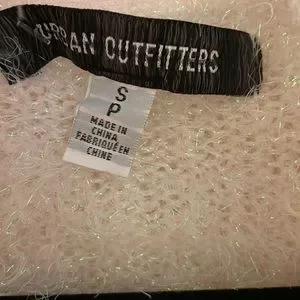 URBAN OUTFITTERS
S
P
MADE IN
CHINA
FABRIQUÉ EN
CHINE